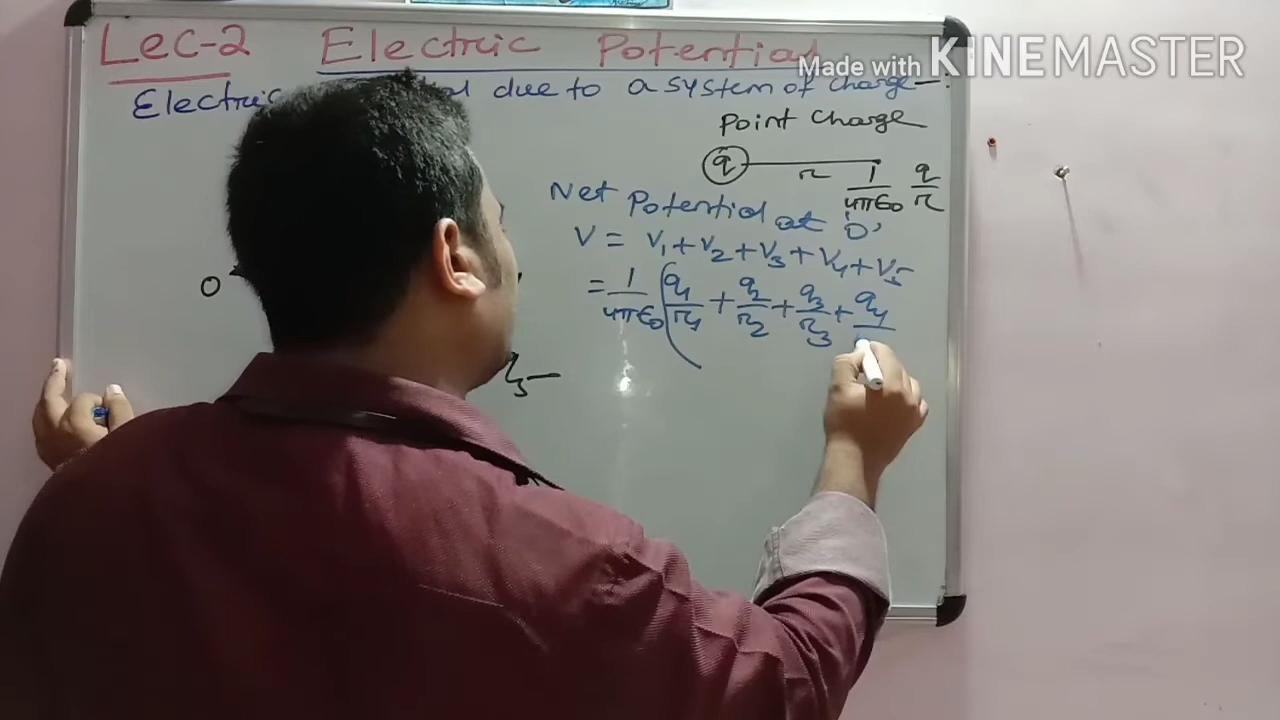 Lec-2 Electric Potential
Made with KINEMASTER
Electric due to a system of charge-
Point Charge
q
r 1/4πε₀ q/r
Net Potential at 'O'
V = V₁ + V₂ + V₃ + V₄ + V₅
= 1/4πε₀ ( q₁/r₁ + q₂/r₂ + q₃/r₃ + q₄/
O